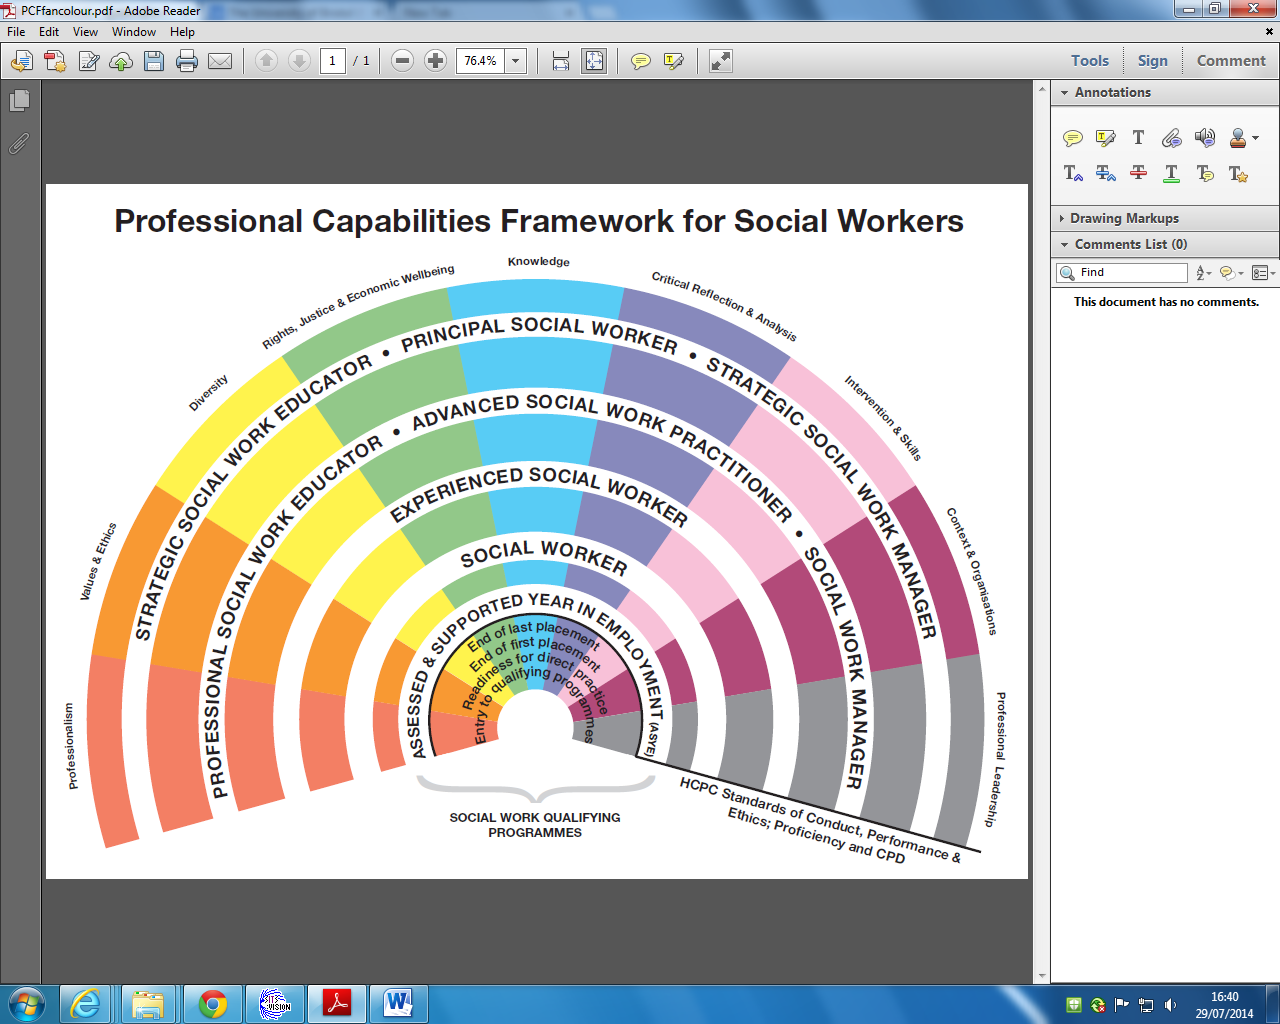 PCFfancolour.pdf - Adobe Reader
File Edit View Window Help
1 / 1 76.4% Tools Sign Comment
Annotations
Drawing Markups
Comments List (0)
Find
This document has no comments.
Professional Capabilities Framework for Social Workers
Professionalism
Values & Ethics
Diversity
Rights, Justice & Economic Wellbeing
Knowledge
Critical Reflection & Analysis
Intervention & Skills
Context & Organisations
Professional Leadership
STRATEGIC SOCIAL WORK EDUCATOR • PRINCIPAL SOCIAL WORKER • STRATEGIC SOCIAL WORK MANAGER
PROFESSIONAL SOCIAL WORK EDUCATOR • ADVANCED SOCIAL WORK PRACTITIONER • SOCIAL WORK MANAGER
EXPERIENCED SOCIAL WORKER
SOCIAL WORKER
ASSESSED & SUPPORTED YEAR IN EMPLOYMENT (ASYE)
End of last placement
End of first placement
Readiness for direct practice
Entry to qualifying programmes
SOCIAL WORK QUALIFYING
PROGRAMMES
HCPC Standards of Conduct, Performance &
Ethics; Proficiency and CPD
16:40
29/07/2014